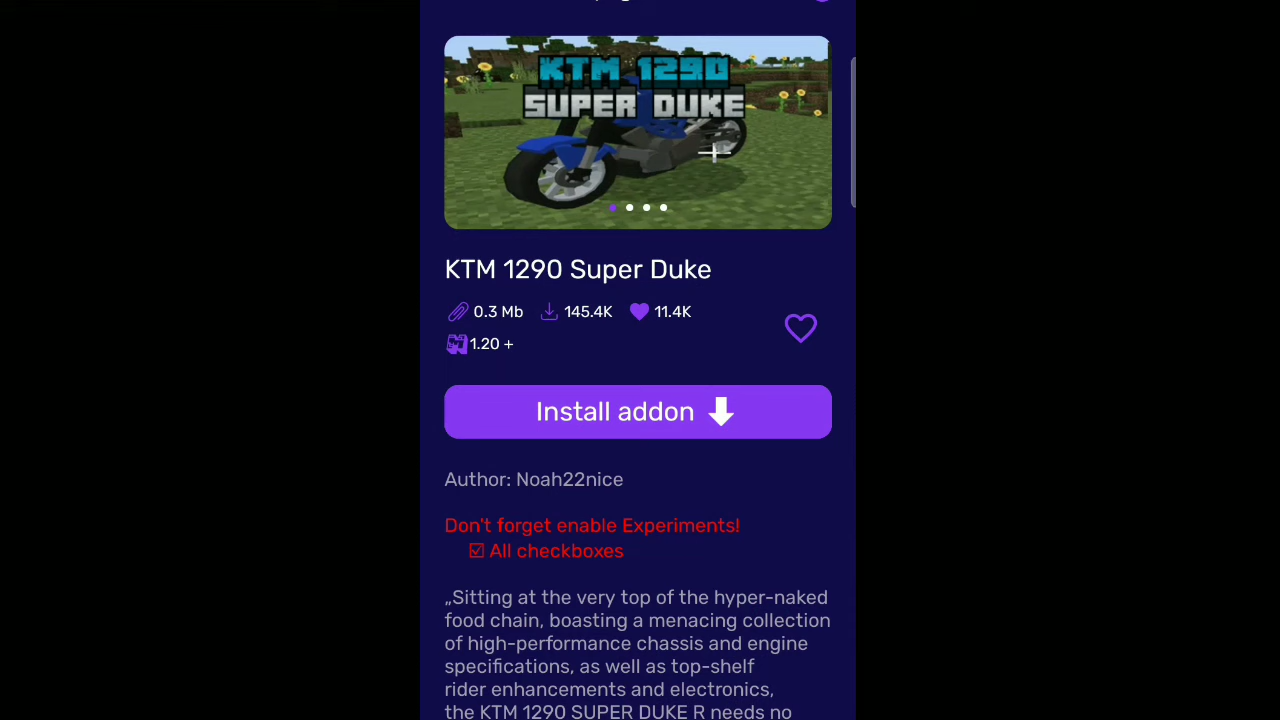 KTM 1290
SUPER DUKE
KTM 1290 Super Duke
0.3 Mb 145.4K 11.4K
1.20 +
Install addon
Author: Noah22nice
Don't forget enable Experiments!
☑ All checkboxes
„Sitting at the very top of the hyper-naked
food chain, boasting a menacing collection
of high-performance chassis and engine
specifications, as well as top-shelf
rider enhancements and electronics,
the KTM 1290 SUPER DUKE R needs no